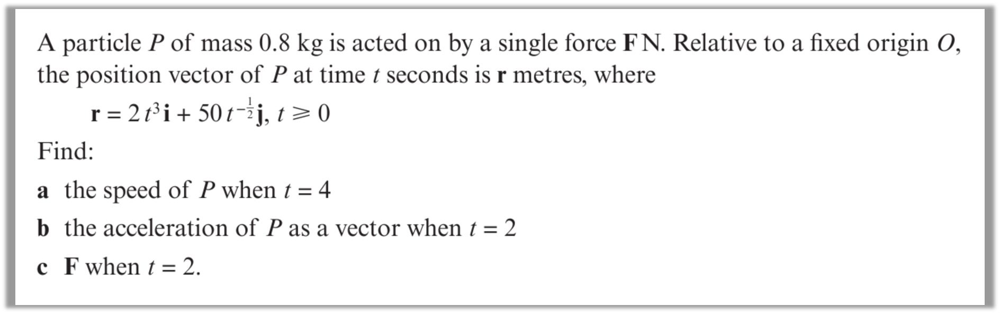 A particle P of mass 0.8 kg is acted on by a single force F N. Relative to a fixed origin O,
the position vector of P at time t seconds is r metres, where
r = 2t³i + 50t^{-\frac{1}{2}}j, t ⩾ 0
Find:
a the speed of P when t = 4
b the acceleration of P as a vector when t = 2
c F when t = 2.